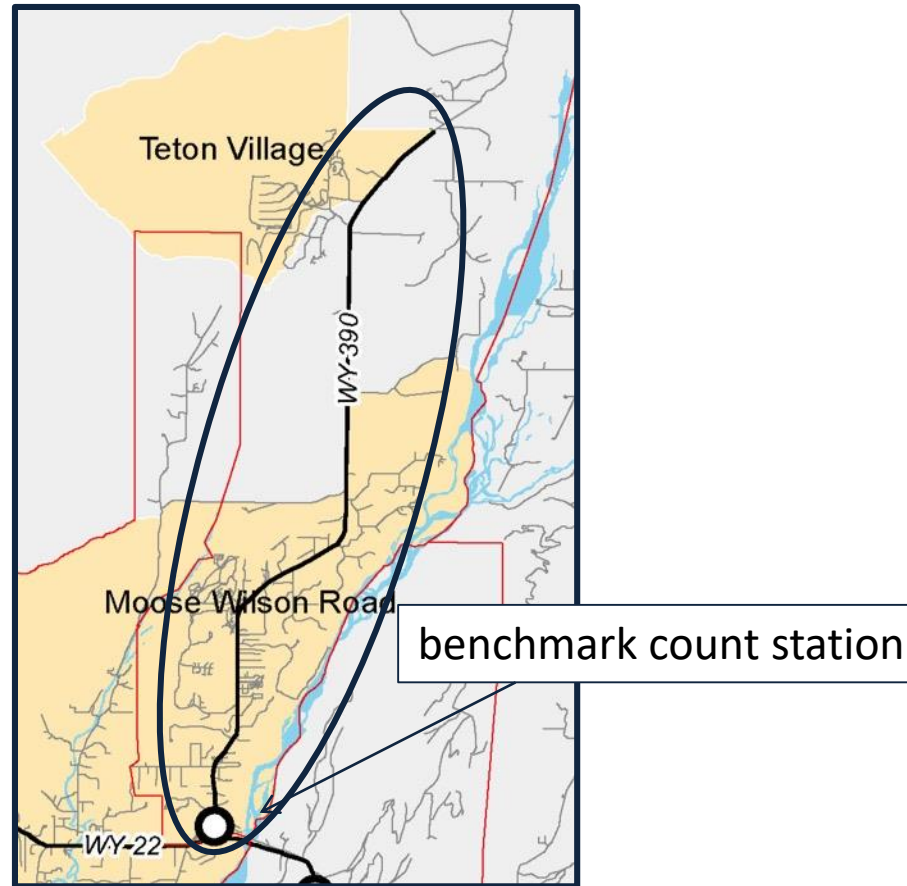 Teton Village
WY-390
Moose Wilson Road
benchmark count station
WY-22